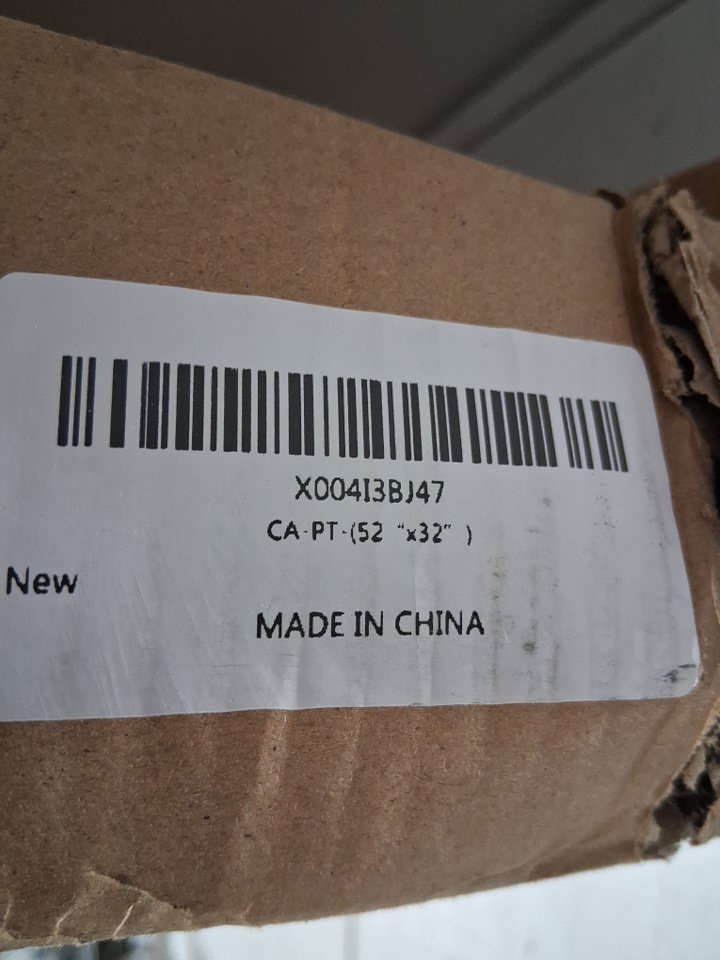 X004I3BJ47
CA-PT-(52 "x32" )
New
MADE IN CHINA